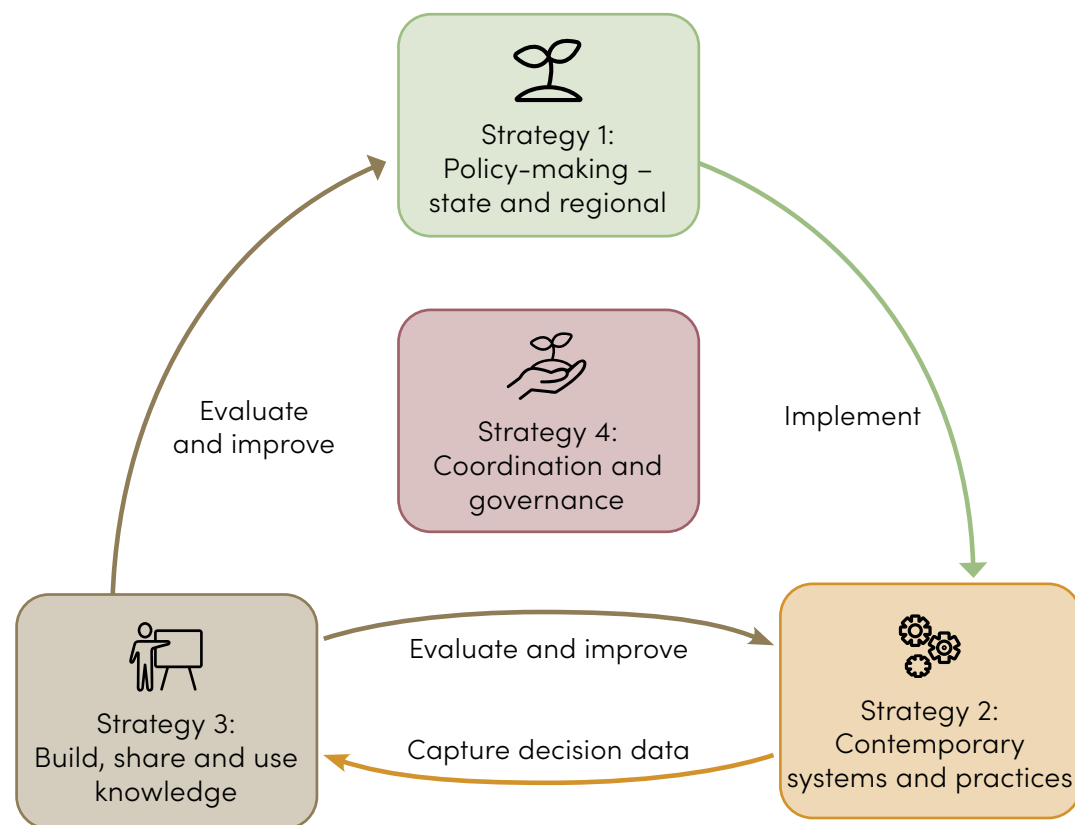 Strategy 1:
Policy-making –
state and regional
Strategy 4:
Coordination and
governance
Evaluate
and improve
Implement
Evaluate and improve
Capture decision data
Strategy 3:
Build, share and use
knowledge
Strategy 2:
Contemporary
systems and practices